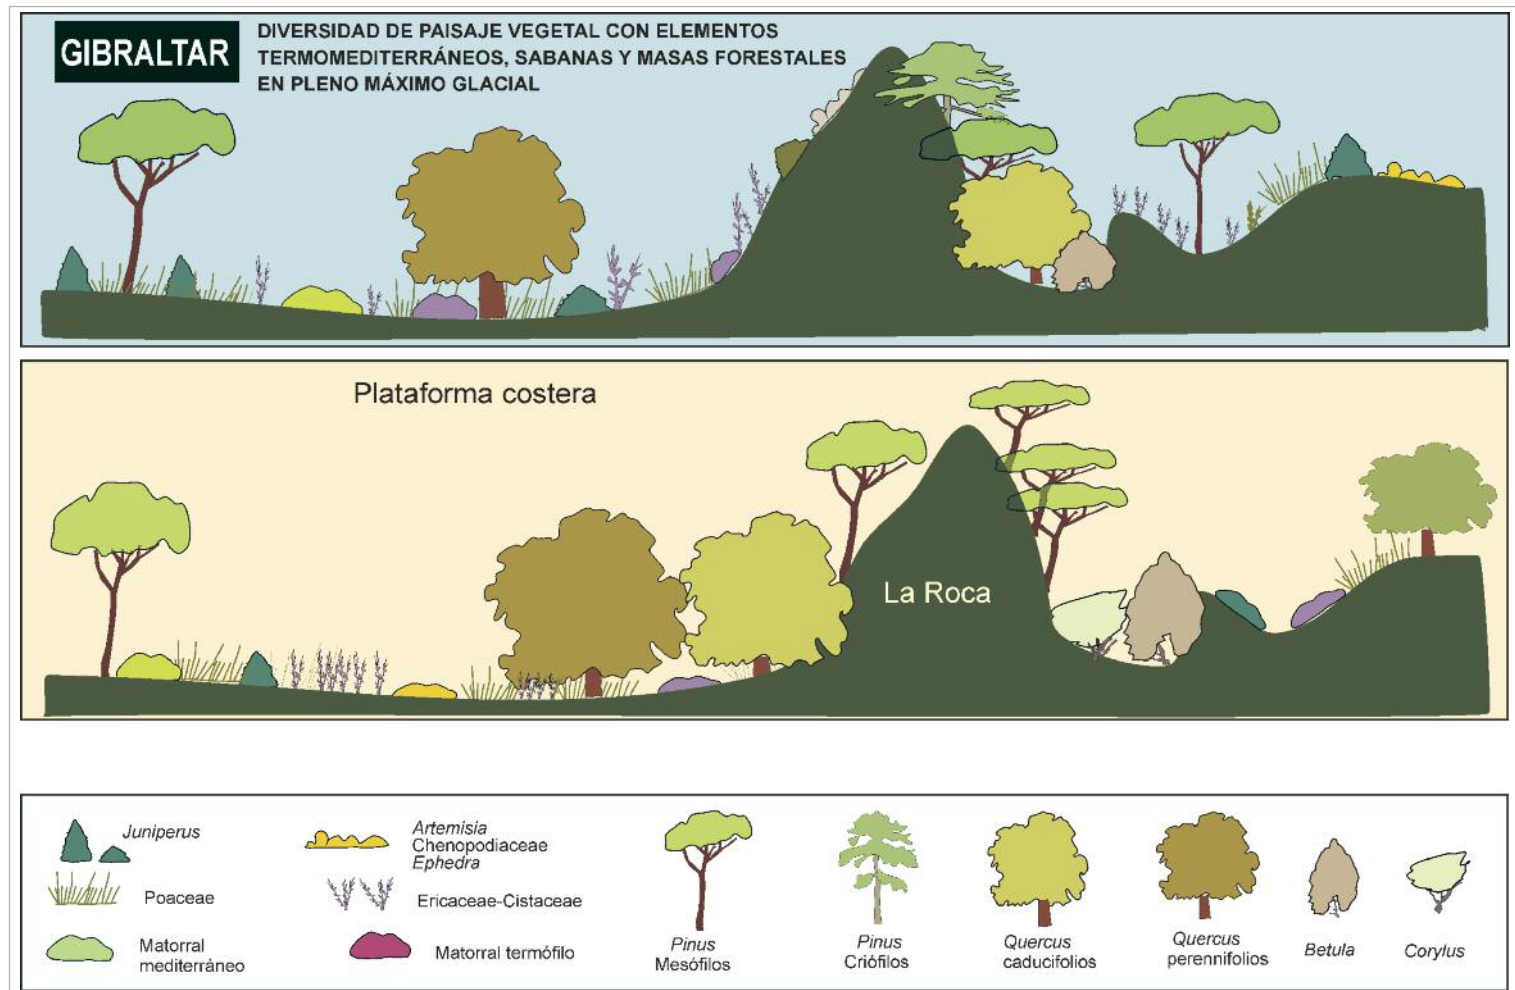 GIBRALTAR
DIVERSIDAD DE PAISAJE VEGETAL CON ELEMENTOS
TERMOMEDITERRÁNEOS, SABANAS Y MASAS FORESTALES
EN PLENO MÁXIMO GLACIAL
Plataforma costera
La Roca
Juniperus
Poaceae
Matorral
mediterráneo
Artemisia
Chenopodiaceae
Ephedra
Ericaceae-Cistaceae
Matorral termófilo
Pinus
Mesófilos
Pinus
Criófilos
Quercus
caducifolios
Quercus
perennifolios
Betula
Corylus